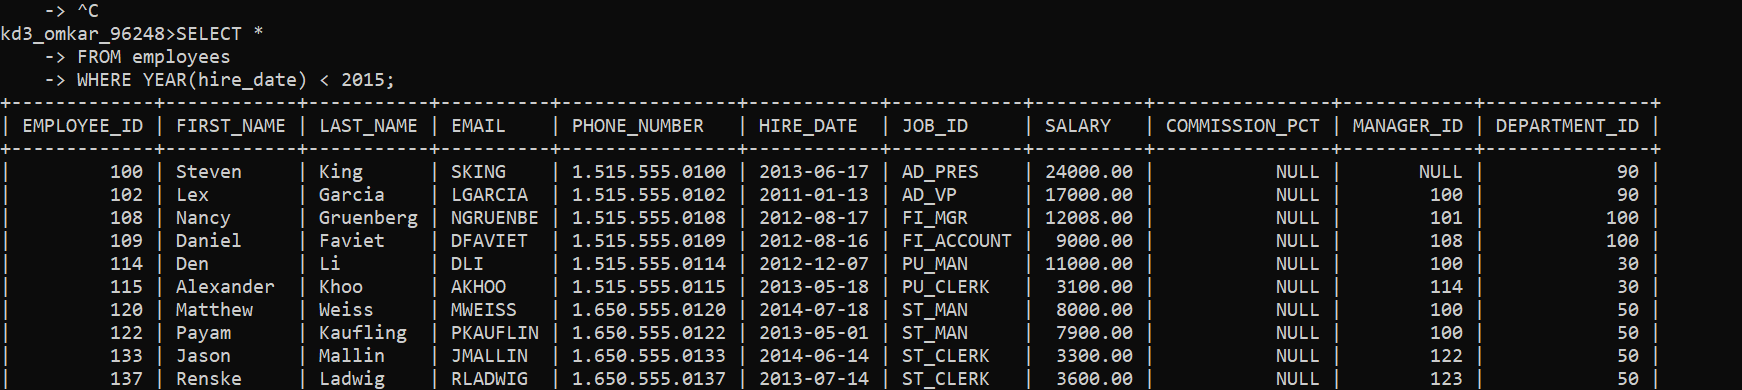 -> ^C
kd3_omkar_96248>SELECT *
    -> FROM employees
    -> WHERE YEAR(hire_date) < 2015;
+-------------+------------+-----------+----------+----------------+------------+------------+----------+----------------+------------+---------------+
| EMPLOYEE_ID | FIRST_NAME | LAST_NAME | EMAIL    | PHONE_NUMBER   | HIRE_DATE  | JOB_ID     | SALARY   | COMMISSION_PCT | MANAGER_ID | DEPARTMENT_ID |
+-------------+------------+-----------+----------+----------------+------------+------------+----------+----------------+------------+---------------+
|         100 | Steven     | King      | SKING    | 1.515.555.0100 | 2013-06-17 | AD_PRES    | 24000.00 |           NULL |       NULL |            90 |
|         102 | Lex        | Garcia    | LGARCIA  | 1.515.555.0102 | 2011-01-13 | AD_VP      | 17000.00 |           NULL |        100 |            90 |
|         108 | Nancy      | Gruenberg | NGRUENBE | 1.515.555.0108 | 2012-08-17 | FI_MGR     | 12008.00 |           NULL |        101 |           100 |
|         109 | Daniel     | Faviet    | DFAVIET  | 1.515.555.0109 | 2012-08-16 | FI_ACCOUNT |  9000.00 |           NULL |        108 |           100 |
|         114 | Den        | Li        | DLI      | 1.515.555.0114 | 2012-12-07 | PU_MAN     | 11000.00 |           NULL |        100 |            30 |
|         115 | Alexander  | Khoo      | AKHOO    | 1.515.555.0115 | 2013-05-18 | PU_CLERK   |  3100.00 |           NULL |        114 |            30 |
|         120 | Matthew    | Weiss     | MWEISS   | 1.650.555.0120 | 2014-07-18 | ST_MAN     |  8000.00 |           NULL |        100 |            50 |
|         122 | Payam      | Kaufling  | PKAUFLIN | 1.650.555.0122 | 2013-05-01 | ST_MAN     |  7900.00 |           NULL |        100 |            50 |
|         133 | Jason      | Mallin    | JMALLIN  | 1.650.555.0133 | 2014-06-14 | ST_CLERK   |  3300.00 |           NULL |        122 |            50 |
|         137 | Renske     | Ladwig    | RLADWIG  | 1.650.555.0137 | 2013-07-14 | ST_CLERK   |  3600.00 |           NULL |        123 |            50 |